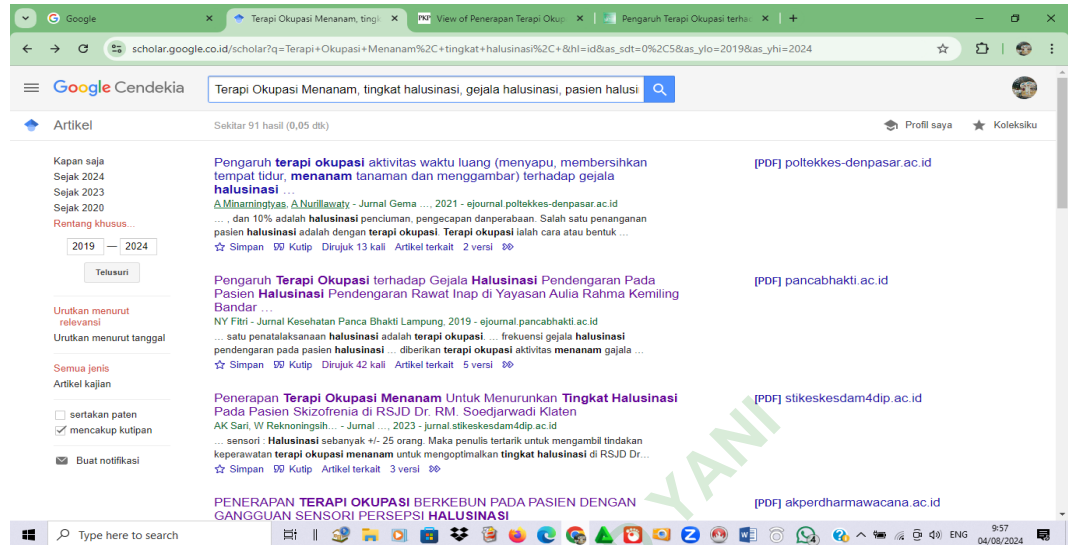 Google
Terapi Okupasi Menanam, tingk
PKP View of Penerapan Terapi Okup
Pengaruh Terapi Okupasi terhad
scholar.google.co.id/scholar?q=Terapi+Okupasi+Menanam%2C+tingkat+halusinasi%2C+&hl=id&as_sdt=0%2C5&as_ylo=2019&as_yhi=2024
Google Cendekia
Terapi Okupasi Menanam, tingkat halusinasi, gejala halusinasi, pasien halusi
Artikel
Sekitar 91 hasil (0,05 dtk)
Profil saya
Koleksiku
Kapan saja
Sejak 2024
Sejak 2023
Sejak 2020
Rentang khusus...
2019 — 2024
Telusuri
Urutkan menurut
relevansi
Urutkan menurut tanggal
Semua jenis
Artikel kajian
sertakan paten
mencakup kutipan
Buat notifikasi
Pengaruh terapi okupasi aktivitas waktu luang (menyapu, membersihkan
tempat tidur, menanam tanaman dan menggambar) terhadap gejala
halusinasi ...
A Minarningtyas, A Nurillawaty - Jurnal Gema ..., 2021 - ejournal.poltekkes-denpasar.ac.id
... , dan 10% adalah halusinasi penciuman, pengecapan danperabaan. Salah satu penanganan
pasien halusinasi adalah dengan terapi okupasi. Terapi okupasi ialah cara atau bentuk ...
Simpan Kutip Dirujuk 13 kali Artikel terkait 2 versi
[PDF] poltekkes-denpasar.ac.id
Pengaruh Terapi Okupasi terhadap Gejala Halusinasi Pendengaran Pada
Pasien Halusinasi Pendengaran Rawat Inap di Yayasan Aulia Rahma Kemiling
Bandar ...
NY Fitri - Jurnal Kesehatan Panca Bhakti Lampung, 2019 - ejournal.pancabhakti.ac.id
... satu penatalaksanaan halusinasi adalah terapi okupasi. ... frekuensi gejala halusinasi
pendengaran pada pasien halusinasi ... diberikan terapi okupasi aktivitas menanam gajala ...
Simpan Kutip Dirujuk 42 kali Artikel terkait 5 versi
[PDF] pancabhakti.ac.id
Penerapan Terapi Okupasi Menanam Untuk Menurunkan Tingkat Halusinasi
Pada Pasien Skizofrenia di RSJD Dr. RM. Soedjarwadi Klaten
AK Sari, W Reknoningsih... - Jurnal ..., 2023 - jurnal.stikeskesdam4dip.ac.id
... sensori : Halusinasi sebanyak +/- 25 orang. Maka penulis tertarik untuk mengambil tindakan
keperawatan terapi okupasi menanam untuk mengoptimalkan tingkat halusinasi di RSJD Dr...
Simpan Kutip Artikel terkait 3 versi
[PDF] stikeskesdam4dip.ac.id
PENERAPAN TERAPI OKUPASI BERKEBUN PADA PASIEN DENGAN
GANGGUAN SENSORI PERSEPSI HALUSINASI
[PDF] akperdharmawacana.ac.id
YANI
Type here to search
ENG
9:57
04/08/2024